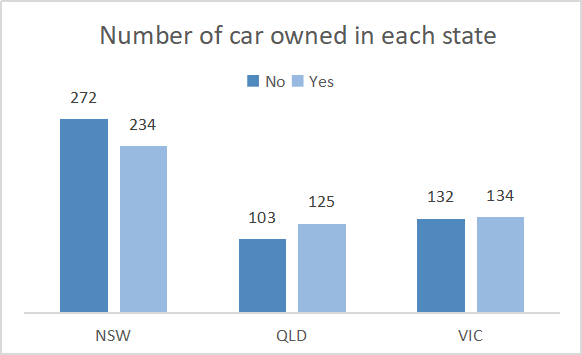 Number of car owned in each state
No Yes
272 234 103 125 132 134
NSW QLD VIC